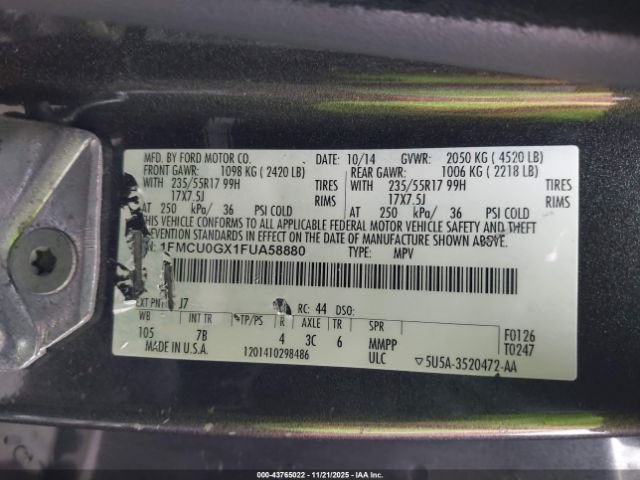 MFD. BY FORD MOTOR CO. DATE: 10/14 GVWR: 2050 KG ( 4520 LB)
FRONT GAWR: 1098 KG ( 2420 LB) REAR GAWR: 1006 KG ( 2218 LB)
WITH 235/55R17 99H TIRES WITH 235/55R17 99H TIRES
17X7.5J RIMS 17X7.5J RIMS
AT 250 kPa/ 36 PSI COLD AT 250 kPa/ 36 PSI COLD
THIS VEHICLE CONFORMS TO ALL APPLICABLE FEDERAL MOTOR VEHICLE SAFETY AND THEFT
PREVENTION STANDARDS IN EFFECT ON THE DATE OF MANUFACTURE SHOWN ABOVE.
1FMCU0GX1FUA58880 TYPE: MPV
EXT PNT: J7 RC: 44 DSO:
WB INT TR TP/PS R AXLE TR SPR
105 7B 4 3C 6 MMPP F0126
ULC T0247
MADE IN U.S.A. 1201410298486 ▽5U5A-3520472-AA
000-43765022 - 11/21/2025 - IAAI.COM